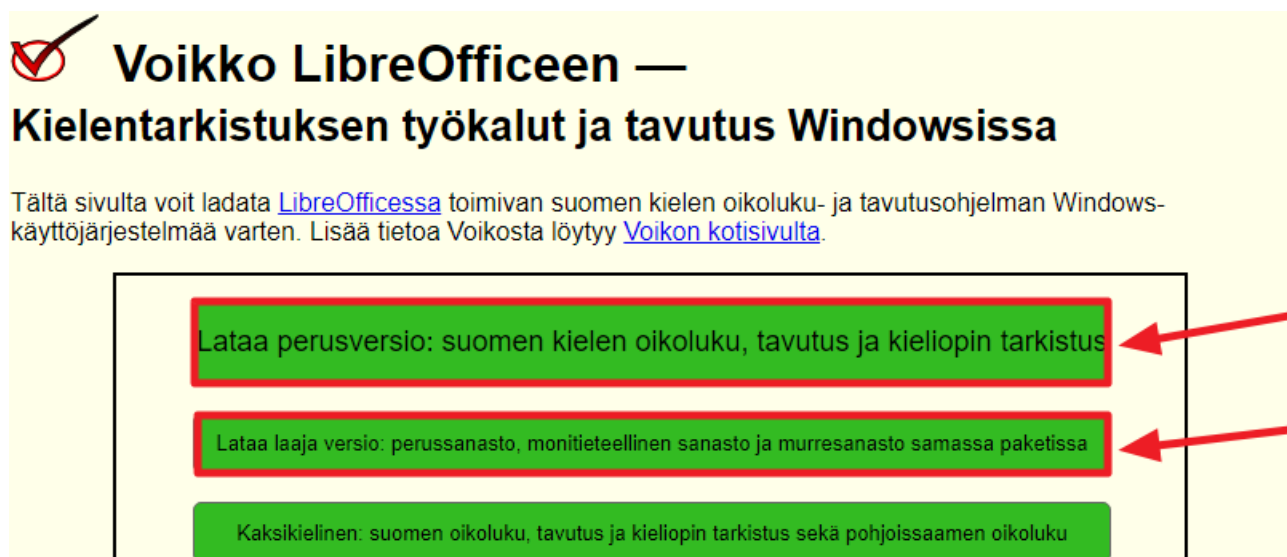 Voikko LibreOfficeen —
Kielentarkistuksen työkalut ja tavutus Windowsissa
Tältä sivulta voit ladata LibreOfficessa toimivan suomen kielen oikoluku- ja tavutusohjelman Windows-
käyttöjärjestelmää varten. Lisää tietoa Voikosta löytyy Voikon kotisivulta.
Lataa perusversio: suomen kielen oikoluku, tavutus ja kieliopin tarkistus
Lataa laaja versio: perussanasto, monitieteellinen sanasto ja murresanasto samassa paketissa
Kaksikielinen: suomen oikoluku, tavutus ja kieliopin tarkistus sekä pohjoissaamen oikoluku